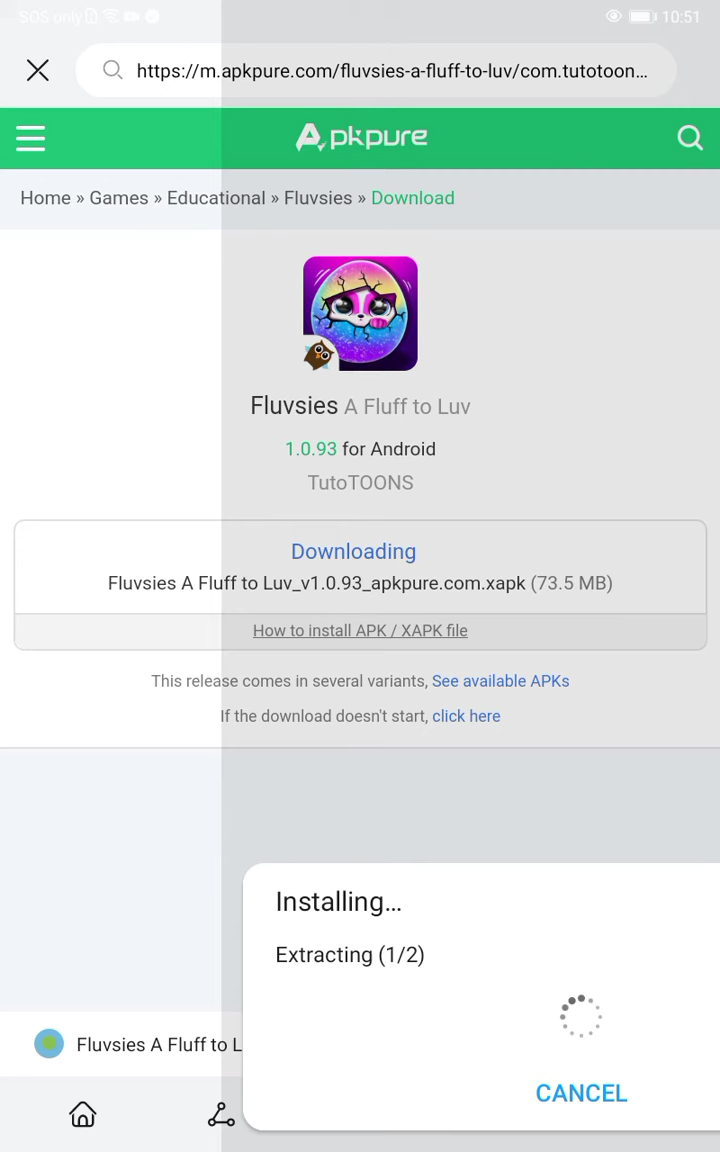 SOS only 10:51
https://m.apkpure.com/fluvsies-a-fluff-to-luv/com.tutotoon…
Apkpure
Home » Games » Educational » Fluvsies » Download
Fluvsies A Fluff to Luv
1.0.93 for Android
TutoTOONS
Downloading
Fluvsies A Fluff to Luv_v1.0.93_apkpure.com.xapk (73.5 MB)
How to install APK / XAPK file
This release comes in several variants, See available APKs
If the download doesn't start, click here
Installing...
Extracting (1/2)
Fluvsies A Fluff to L
CANCEL